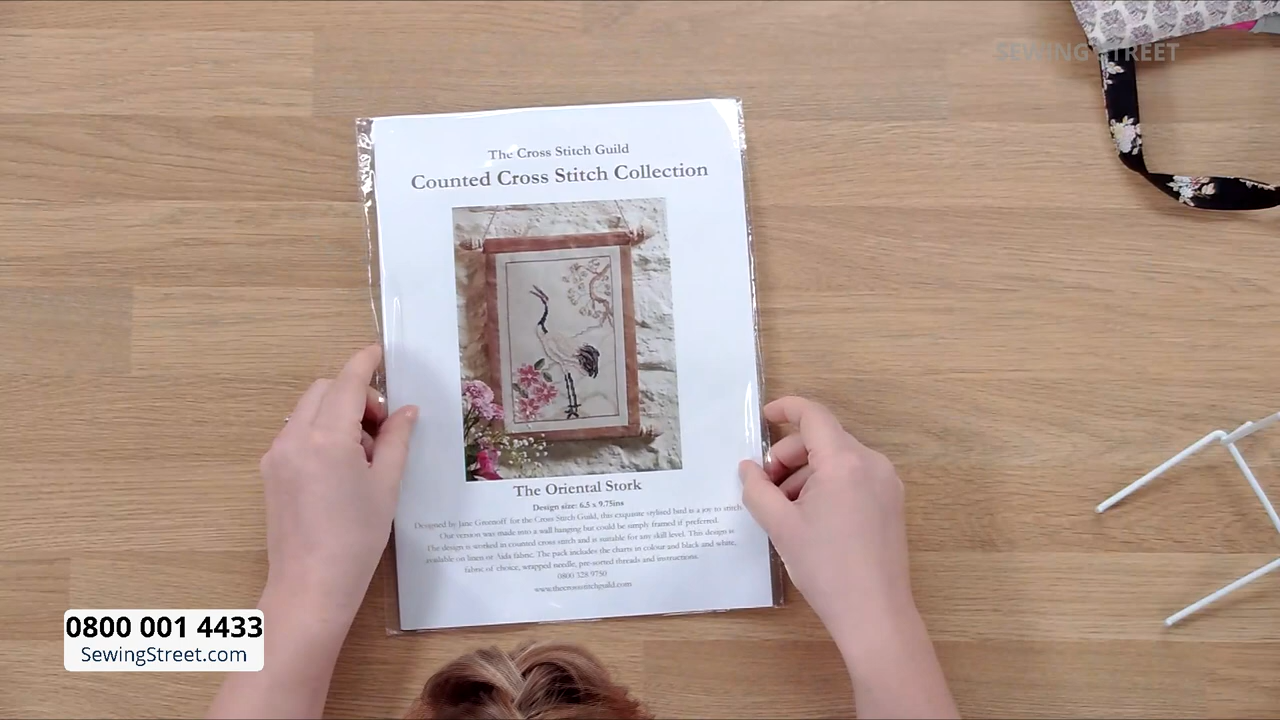 SEWING STREET
The Cross Stitch Guild
Counted Cross Stitch Collection
The Oriental Stork
Design size: 6.5 x 9.75ins
Designed by Jane Greenoff for the Cross Stitch Guild, this exquisite stylised bird is a joy to stitch.
Our version was made into a wall hanging but could be simply framed if preferred.
The design is worked in counted cross stitch and is suitable for any skill level. This design is
available on linen or Aida fabric. The pack includes the charts in colour and black and white,
fabric of choice, wrapped needle, pre-sorted threads and instructions.
0800 328 9750
www.thecrossstitchguild.com
0800 001 4433
SewingStreet.com